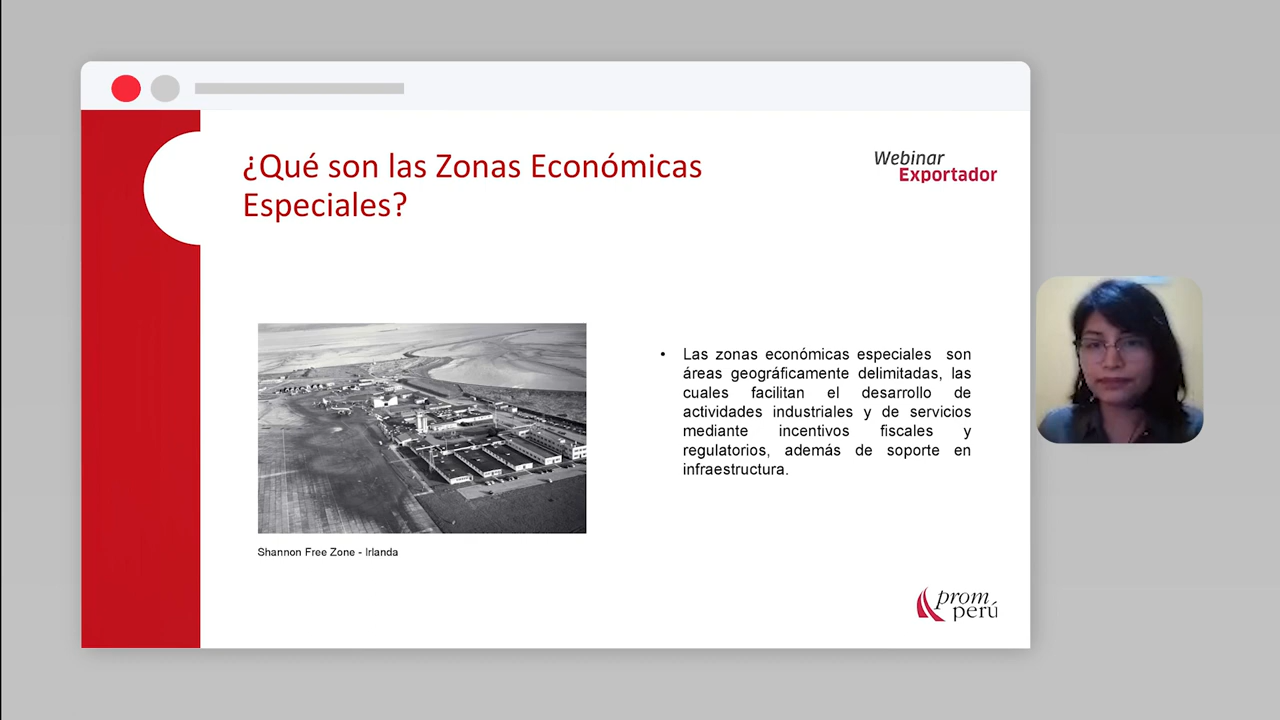 ¿Qué son las Zonas Económicas
Especiales?
Webinar
Exportador
Las zonas económicas especiales son
áreas geográficamente delimitadas, las
cuales facilitan el desarrollo de
actividades industriales y de servicios
mediante incentivos fiscales y
regulatorios, además de soporte en
infraestructura.
Shannon Free Zone - Irlanda
prom
perú